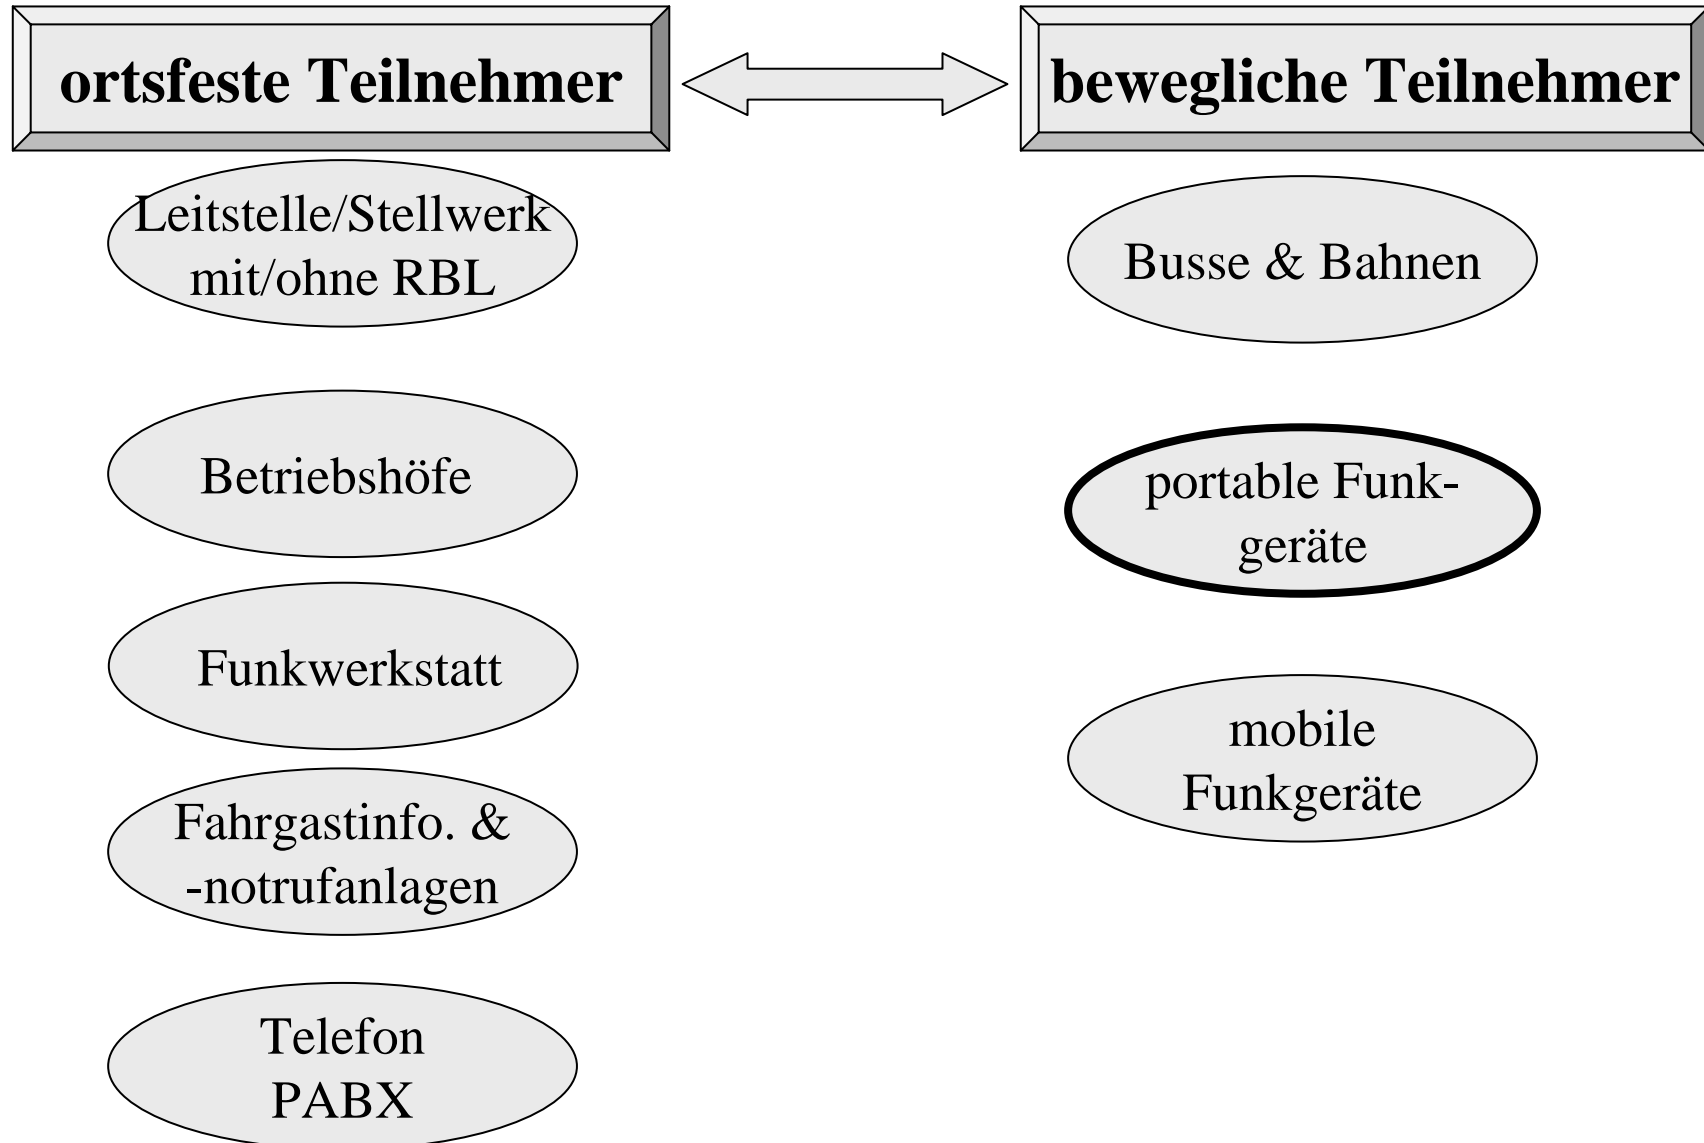 ortsfeste Teilnehmer
bewegliche Teilnehmer
Leitstelle/Stellwerk
mit/ohne RBL
Betriebshöfe
Funkwerkstatt
Fahrgastinfo. &
-notrufanlagen
Telefon
PABX
Busse & Bahnen
portable Funk-
geräte
mobile
Funkgeräte